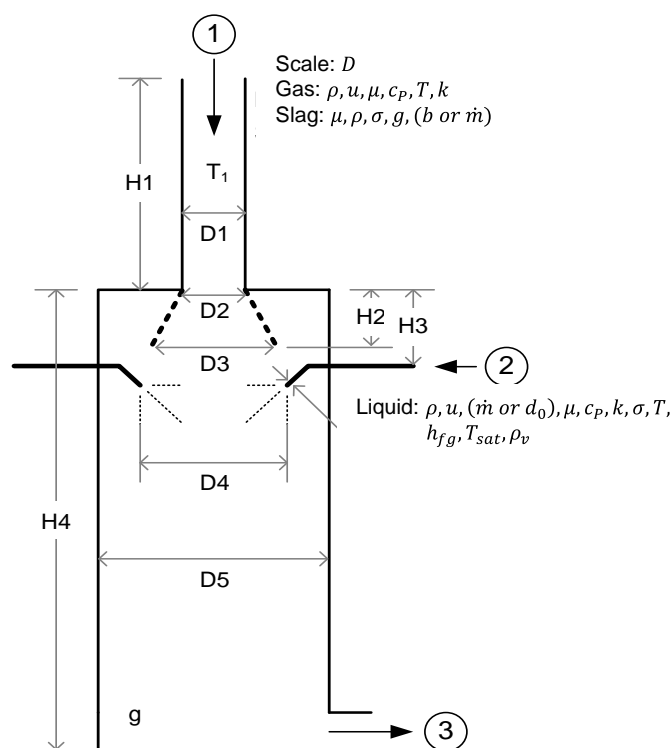 1
Scale: D
Gas: ρ, u, μ, c_P, T, k
Slag: μ, ρ, σ, g, (b or ṁ)
T₁
H1
D1
D2
H2
H3
D3
2
Liquid: ρ, u, (ṁ or d₀), μ, c_P, k, σ, T,
h_fg, T_sat, ρ_v
D4
H4
D5
g
3